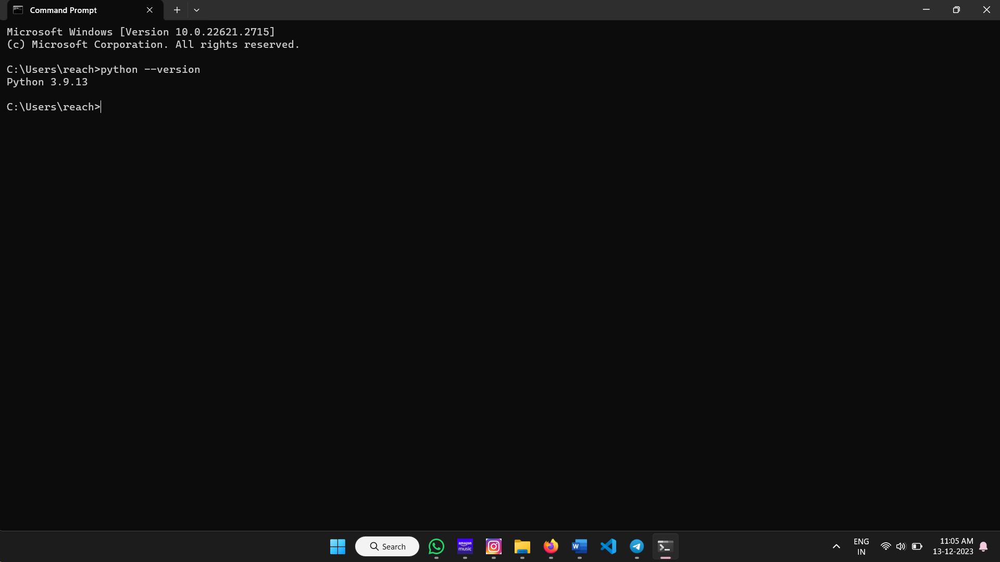 Command Prompt
Microsoft Windows [Version 10.0.22621.2715]
(c) Microsoft Corporation. All rights reserved.
C:\Users\reach>python --version
Python 3.9.13
C:\Users\reach>
Search
amazon
music
W
ENG
IN
11:05 AM
13-12-2023